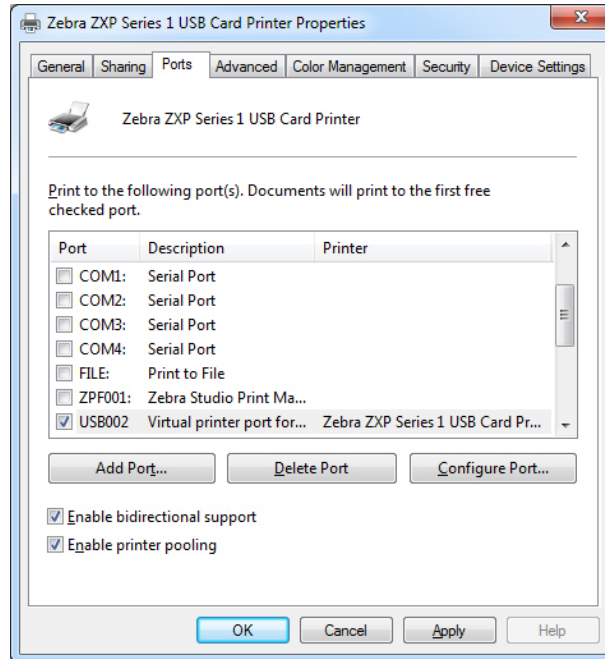 Zebra ZXP Series 1 USB Card Printer Properties
General Sharing Ports Advanced Color Management Security Device Settings
Zebra ZXP Series 1 USB Card Printer
Print to the following port(s). Documents will print to the first free
checked port.
Port Description Printer
COM1: Serial Port
COM2: Serial Port
COM3: Serial Port
COM4: Serial Port
FILE: Print to File
ZPF001: Zebra Studio Print Ma...
USB002 Virtual printer port for... Zebra ZXP Series 1 USB Card Pr...
Add Port... Delete Port Configure Port...
Enable bidirectional support
Enable printer pooling
OK Cancel Apply Help